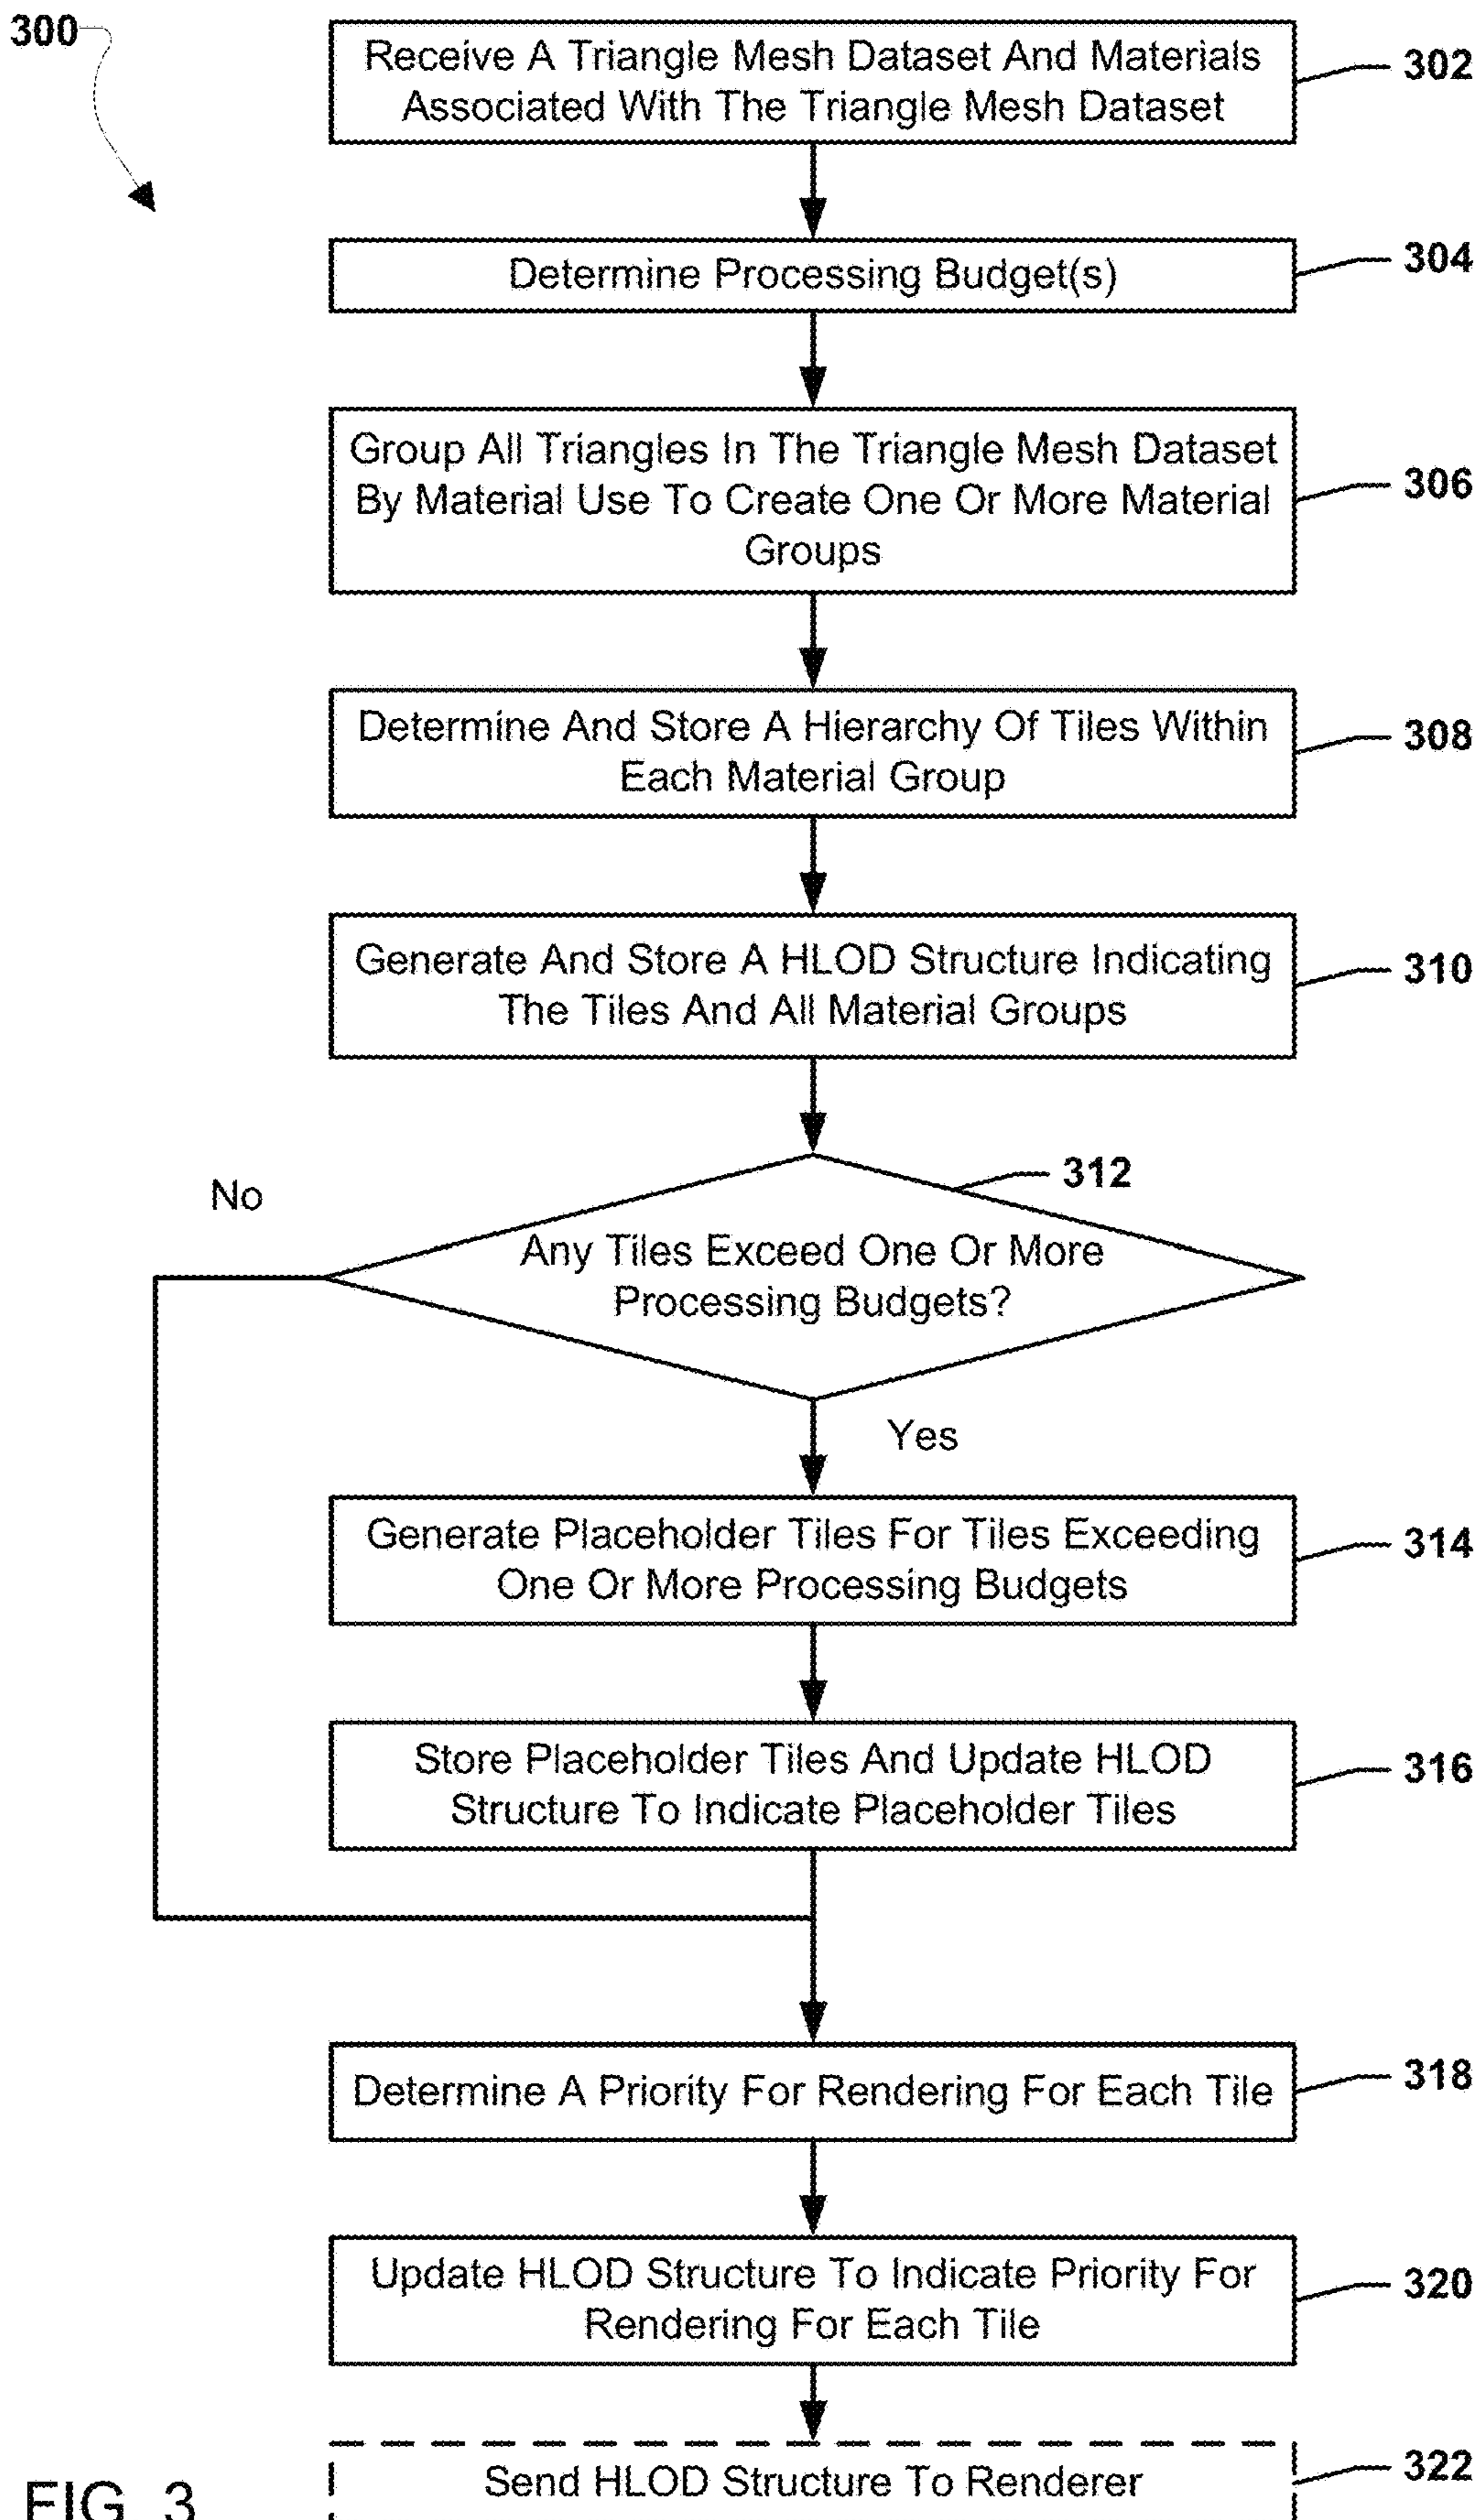 300
Receive A Triangle Mesh Dataset And Materials
Associated With The Triangle Mesh Dataset
302
Determine Processing Budget(s)
304
Group All Triangles In The Triangle Mesh Dataset
By Material Use To Create One Or More Material
Groups
306
Determine And Store A Hierarchy Of Tiles Within
Each Material Group
308
Generate And Store A HLOD Structure Indicating
The Tiles And All Material Groups
310
312
No
Any Tiles Exceed One Or More
Processing Budgets?
Yes
Generate Placeholder Tiles For Tiles Exceeding
One Or More Processing Budgets
314
Store Placeholder Tiles And Update HLOD
Structure To Indicate Placeholder Tiles
316
Determine A Priority For Rendering For Each Tile
318
Update HLOD Structure To Indicate Priority For
Rendering For Each Tile
320
Send HLOD Structure To Renderer
322
FIG. 3